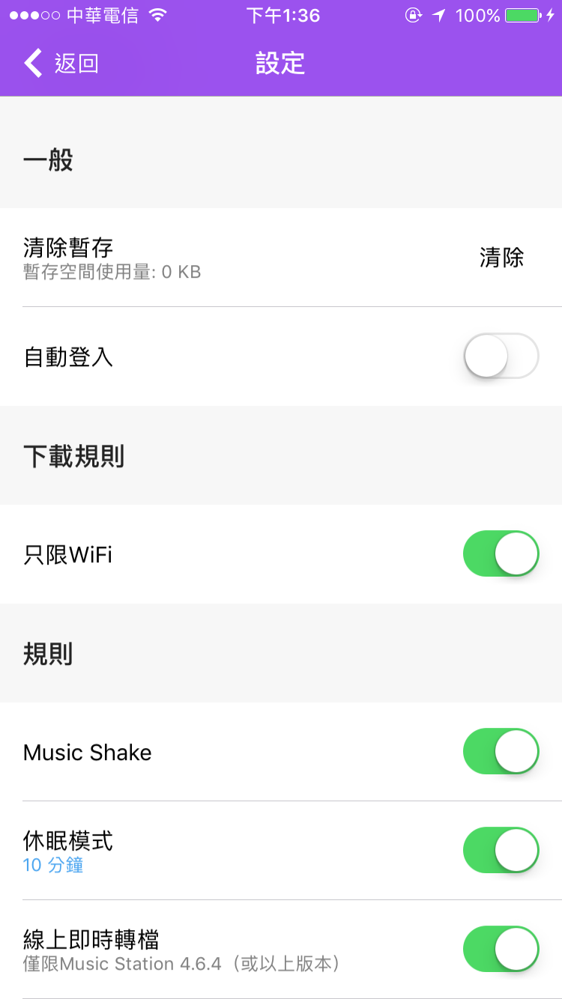 中華電信 下午1:36 100%
返回 設定
一般
清除暫存 清除
暫存空間使用量: 0 KB
自動登入
下載規則
只限WiFi
規則
Music Shake
休眠模式
10 分鐘
線上即時轉檔
僅限Music Station 4.6.4（或以上版本）